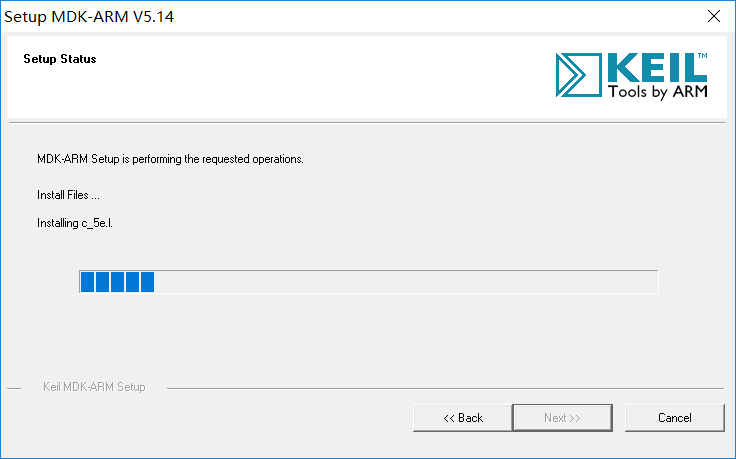 Setup MDK-ARM V5.14
Setup Status
KEIL™
Tools by ARM
MDK-ARM Setup is performing the requested operations.
Install Files ...
Installing c_5e.l.
Keil MDK-ARM Setup
<< Back
Next >>
Cancel